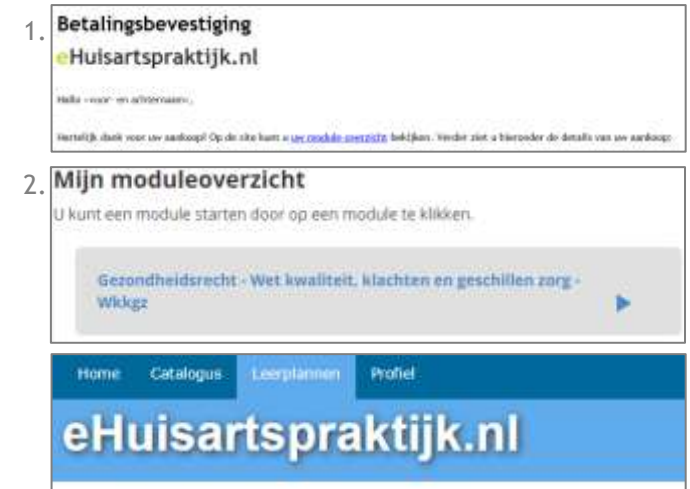 1. Betalingsbevestiging
eHuisartspraktijk.nl
Hallo <voor- en achternaam>,
Hartelijk dank voor uw aankoop! Op de site kunt u uw module overzicht bekijken. Verder ziet u hieronder de details van uw aankoop:
2. Mijn moduleoverzicht
U kunt een module starten door op een module te klikken.
Gezondheidsrecht - Wet kwaliteit, klachten en geschillen zorg -
Wkkgz
Home Catalogus Leerplannen Profiel
eHuisartspraktijk.nl